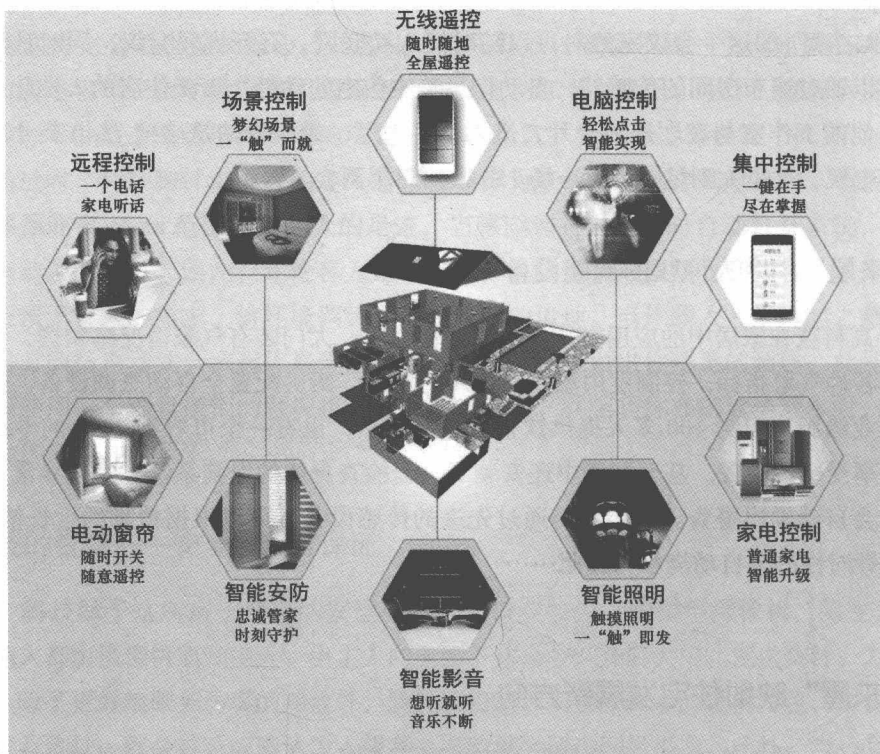 无线遥控
随时随地
全屋遥控
场景控制
梦幻场景
一“触”而就
电脑控制
轻松点击
智能实现
远程控制
一个电话
家电听话
集中控制
一键在手
尽在掌握
电动窗帘
随时开关
随意遥控
智能安防
忠诚管家
时刻守护
智能影音
想听就听
音乐不断
智能照明
触摸照明
一“触”即发
家电控制
普通家电
智能升级